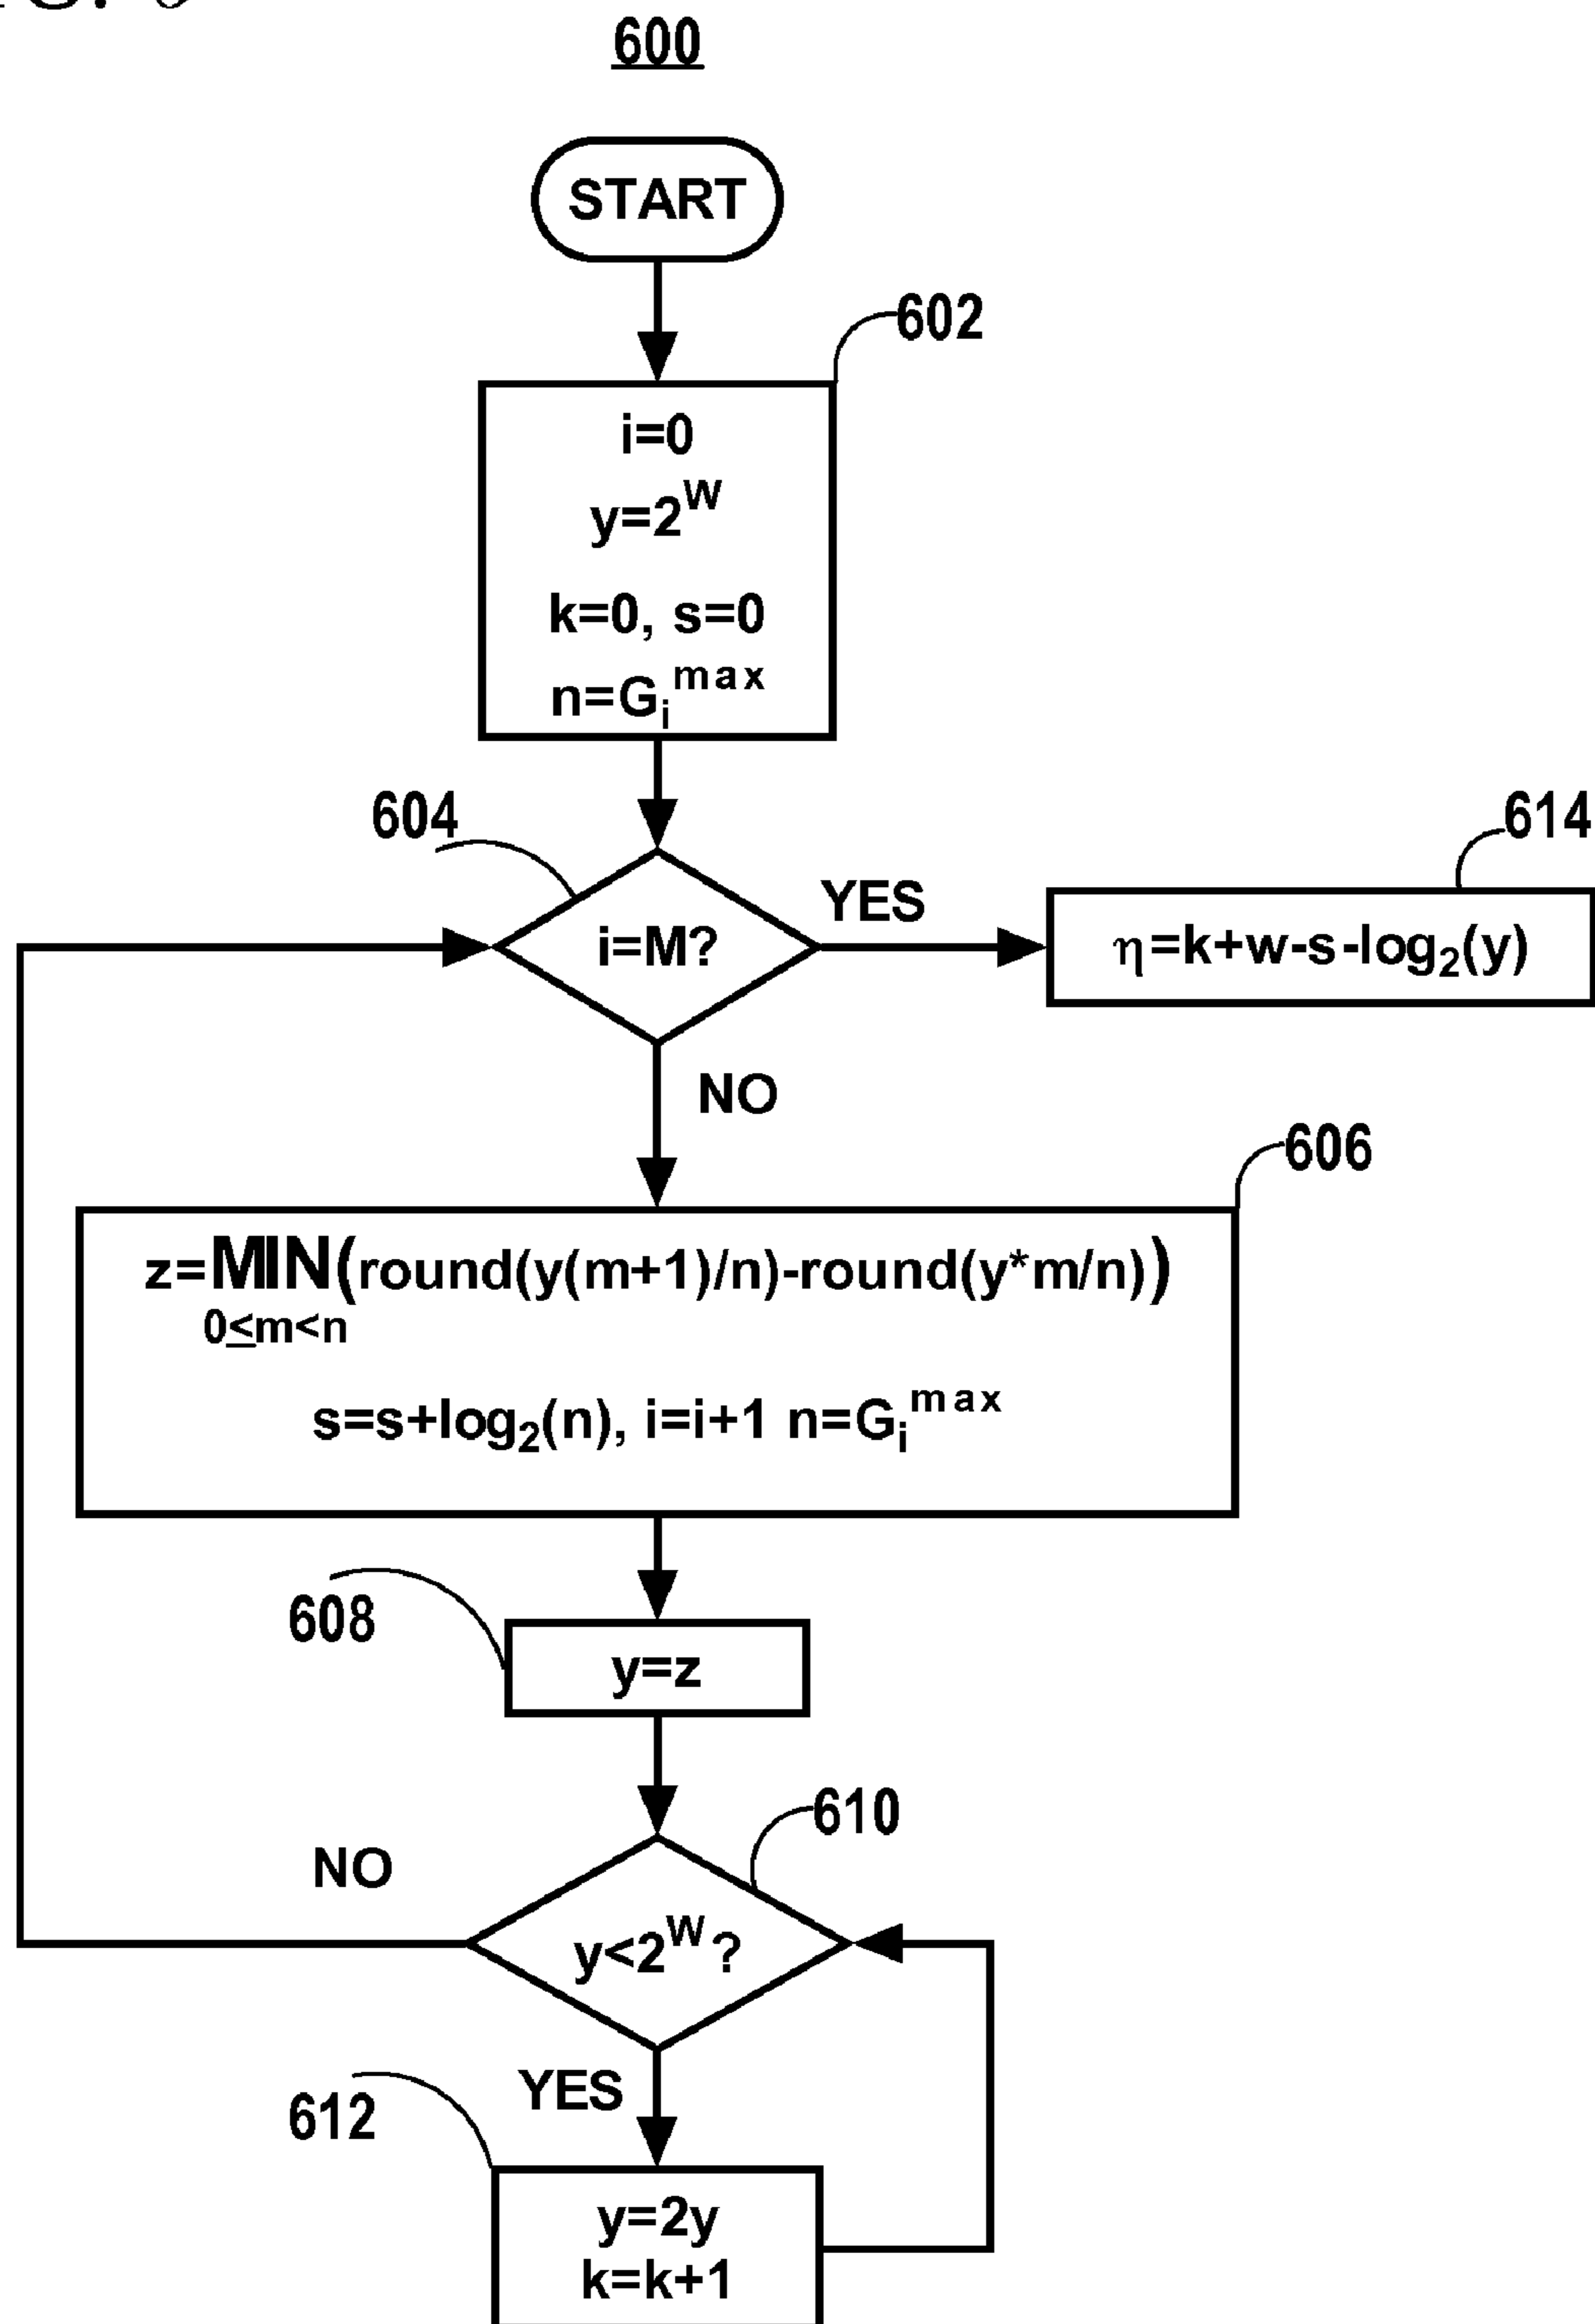 600
START
602
i=0
y=2^W
k=0, s=0
n=G_i^max
604
i=M?
YES
614
η=k+w-s-log₂(y)
NO
606
z=MIN(round(y(m+1)/n)-round(y*m/n))
0≤m<n
s=s+log₂(n), i=i+1 n=G_i^max
608
y=z
610
NO
y<2^W?
YES
612
y=2y
k=k+1